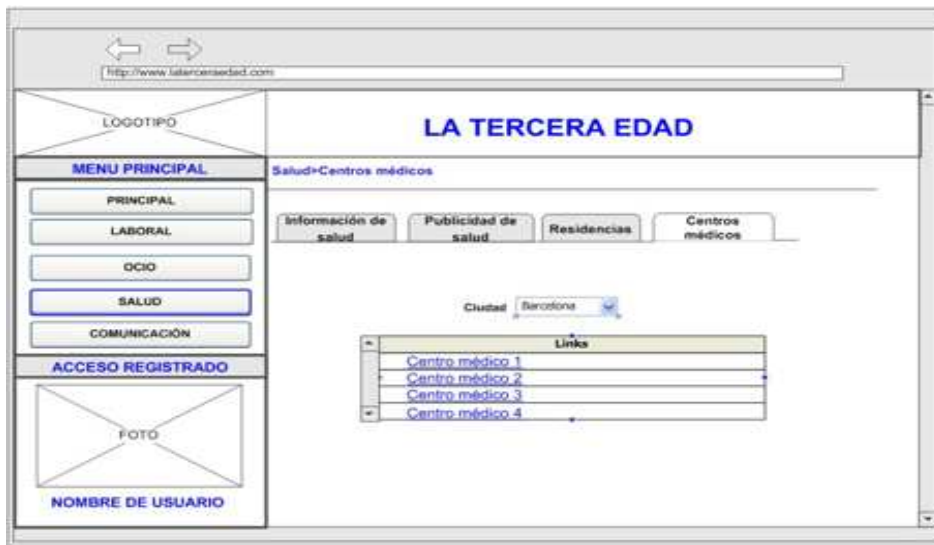 http://www.laterceraedad.com
LOGOTIPO
LA TERCERA EDAD
MENU PRINCIPAL
Salud>Centros médicos
PRINCIPAL
LABORAL
OCIO
SALUD
COMUNICACIÓN
Información de
salud
Publicidad de
salud
Residencias
Centros
médicos
Ciudad Barcelona
Links
Centro médico 1
Centro médico 2
Centro médico 3
Centro médico 4
ACCESO REGISTRADO
FOTO
NOMBRE DE USUARIO